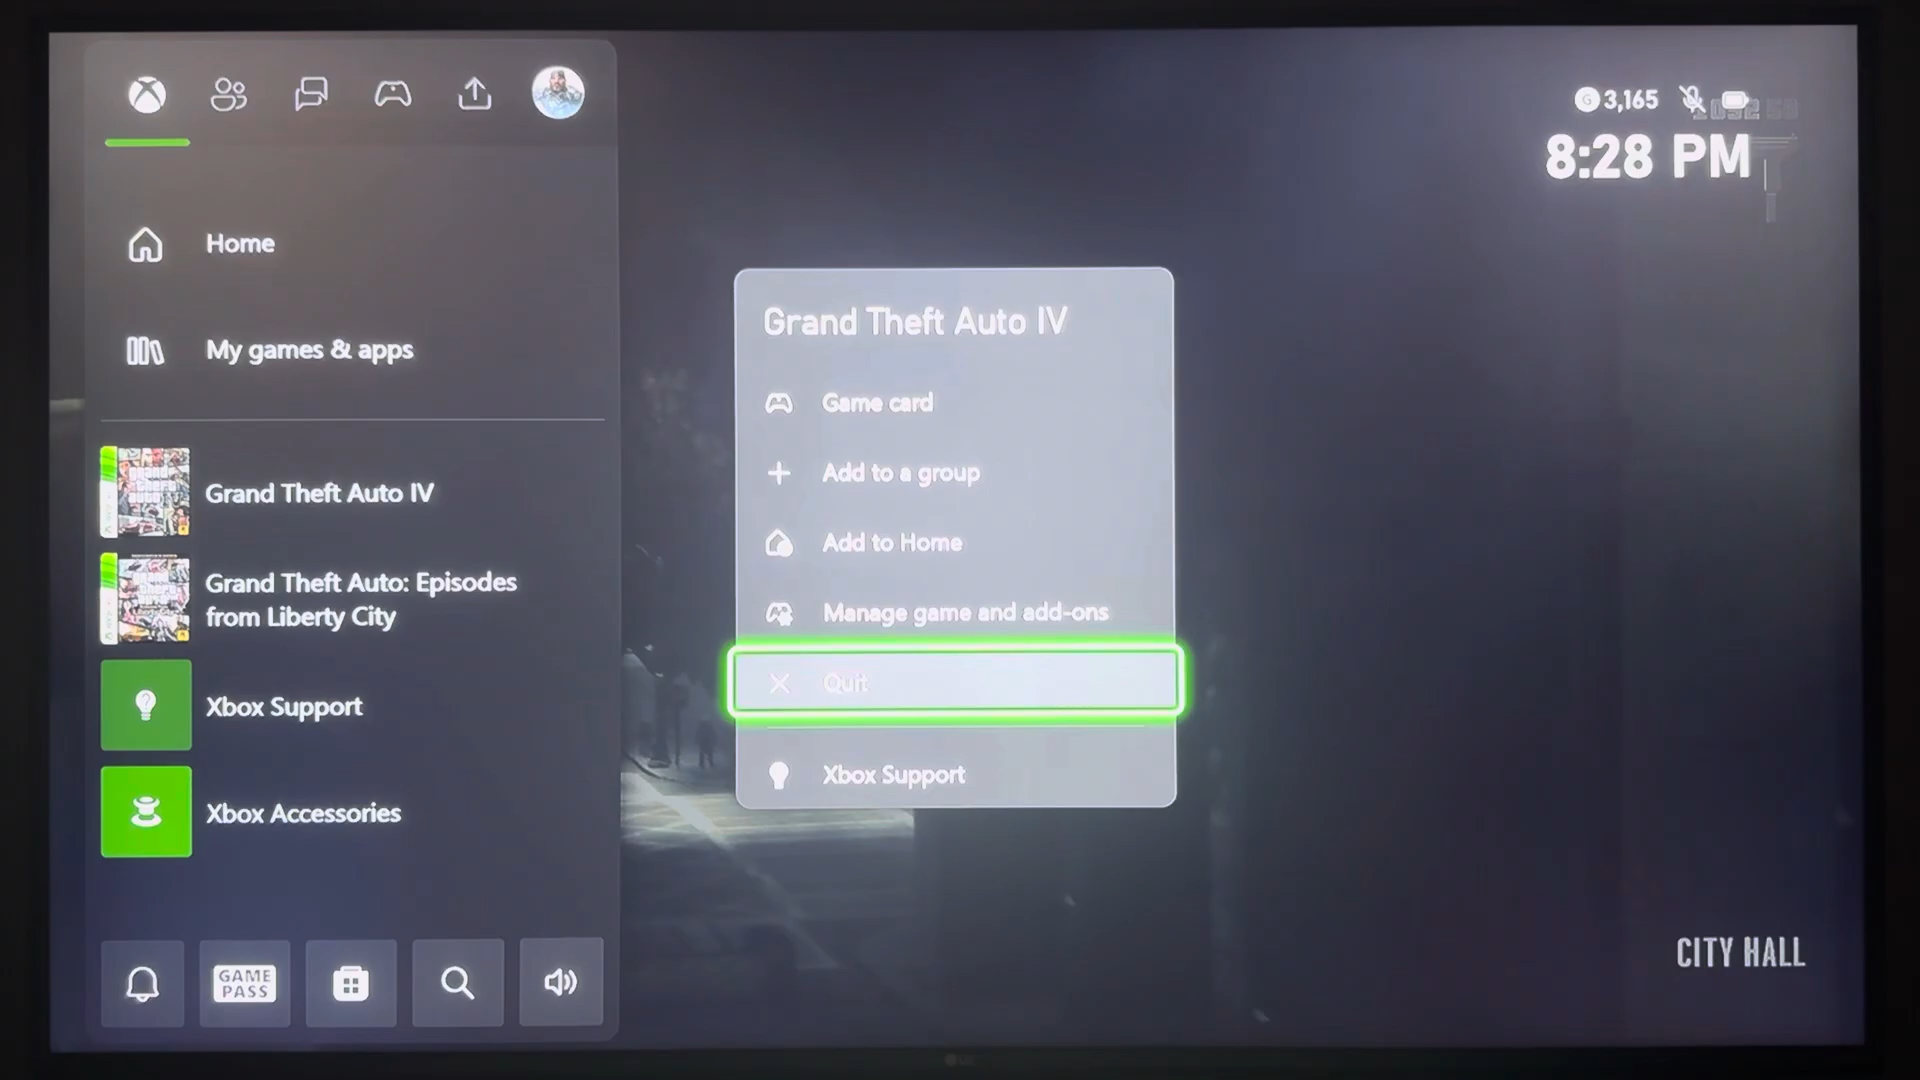 3,165
8:28 PM
Home
My games & apps
Grand Theft Auto IV
Grand Theft Auto: Episodes
from Liberty City
Xbox Support
Xbox Accessories
GAME
PASS
Grand Theft Auto IV
Game card
Add to a group
Add to Home
Manage game and add-ons
Quit
Xbox Support
CITY HALL